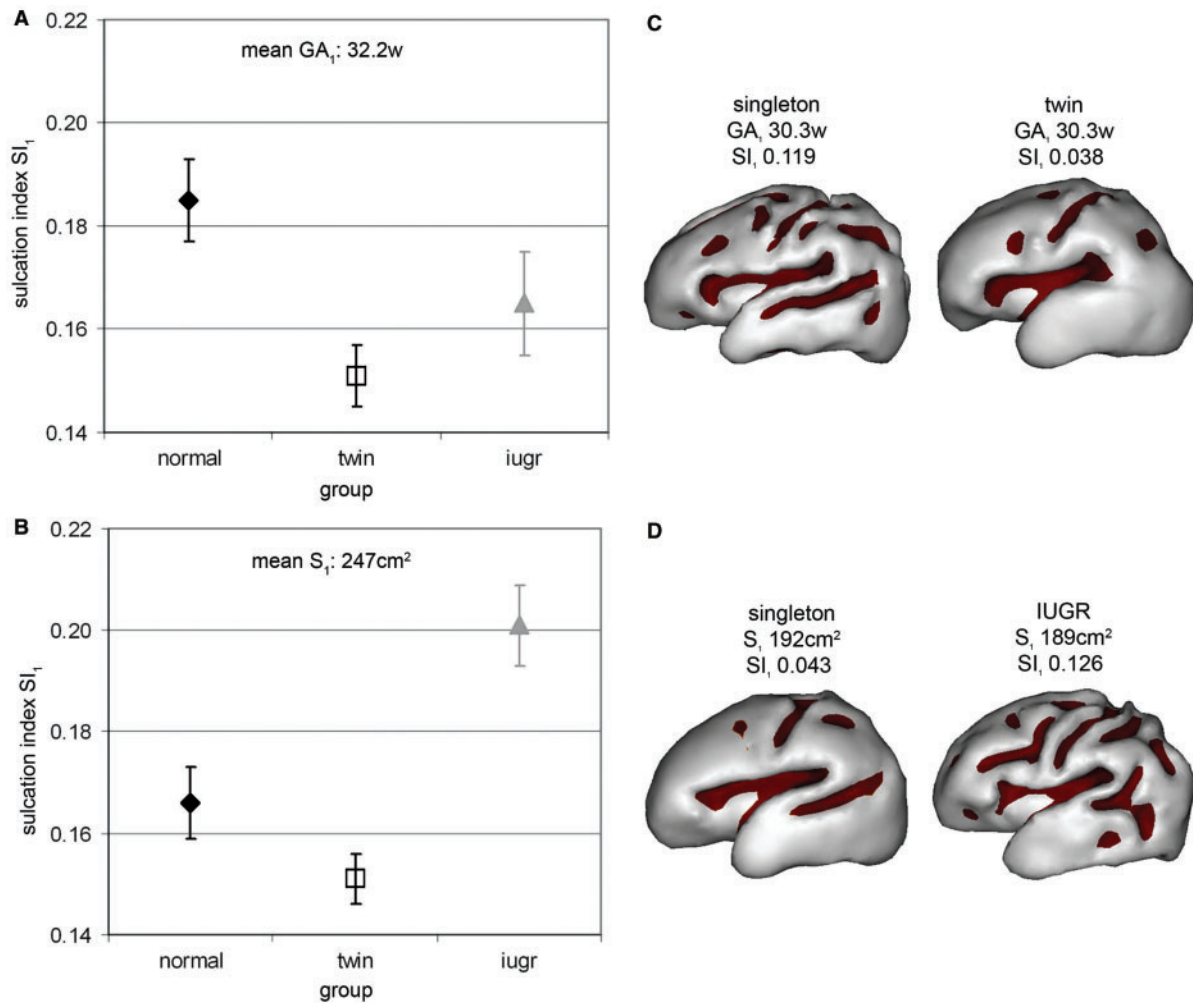 A
0.22
0.20
0.18
0.16
0.14
sulcation index SI₁
mean GA₁: 32.2w
normal twin iugr
group
B
0.22
0.20
0.18
0.16
0.14
sulcation index SI₁
mean S₁: 247cm²
normal twin iugr
group
C
singleton
GA₁ 30.3w
SI₁ 0.119
twin
GA₁ 30.3w
SI₁ 0.038
D
singleton
S₁ 192cm²
SI₁ 0.043
IUGR
S₁ 189cm²
SI₁ 0.126